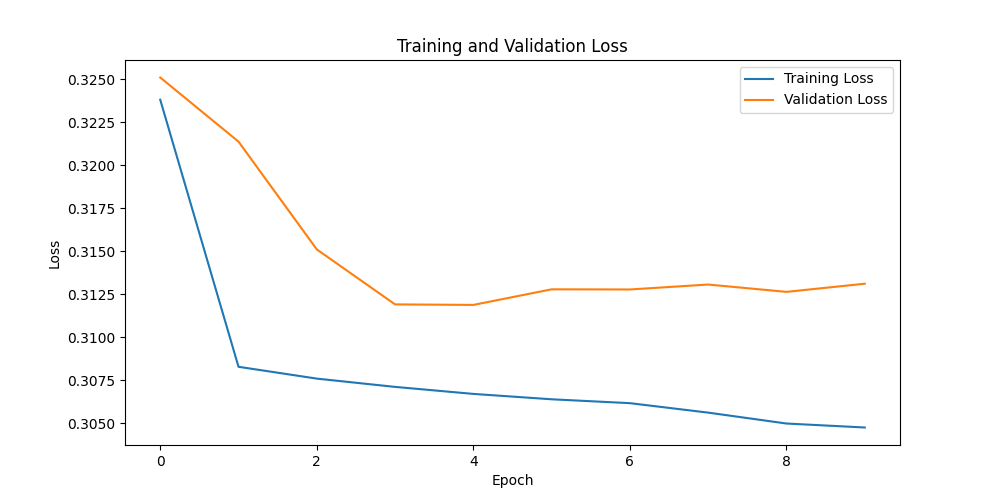 Training and Validation Loss
Training Loss
Validation Loss
0.3250
0.3225
0.3200
0.3175
0.3150
0.3125
0.3100
0.3075
0.3050
Loss
0 2 4 6 8
Epoch